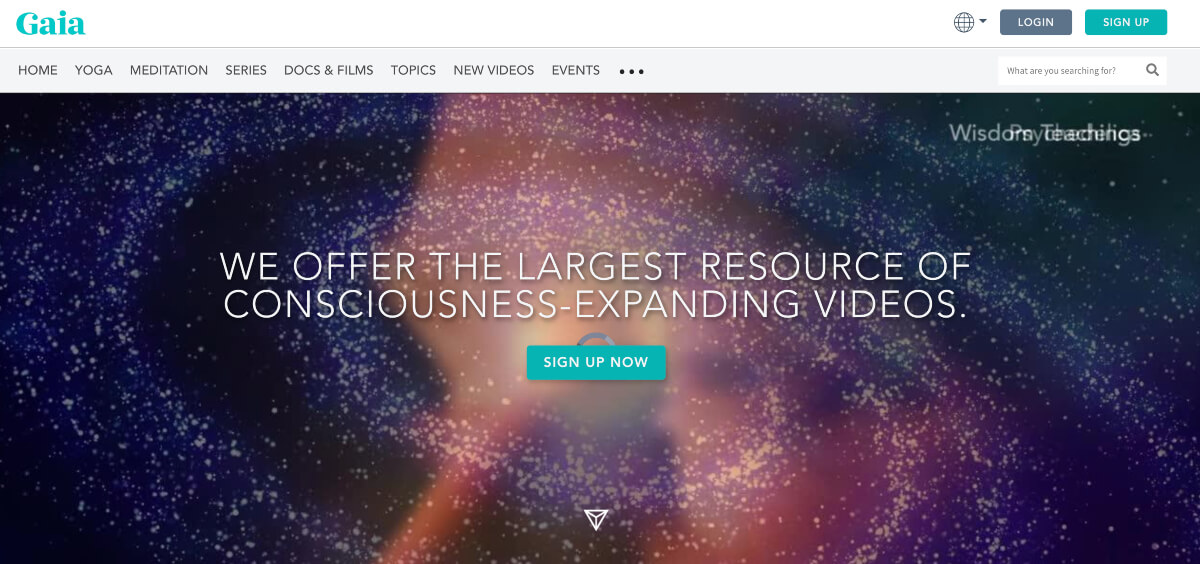 Gaia
LOGIN
SIGN UP
HOME YOGA MEDITATION SERIES DOCS & FILMS TOPICS NEW VIDEOS EVENTS
What are you searching for?
Wisdom Teachings
WE OFFER THE LARGEST RESOURCE OF
CONSCIOUSNESS-EXPANDING VIDEOS.
SIGN UP NOW